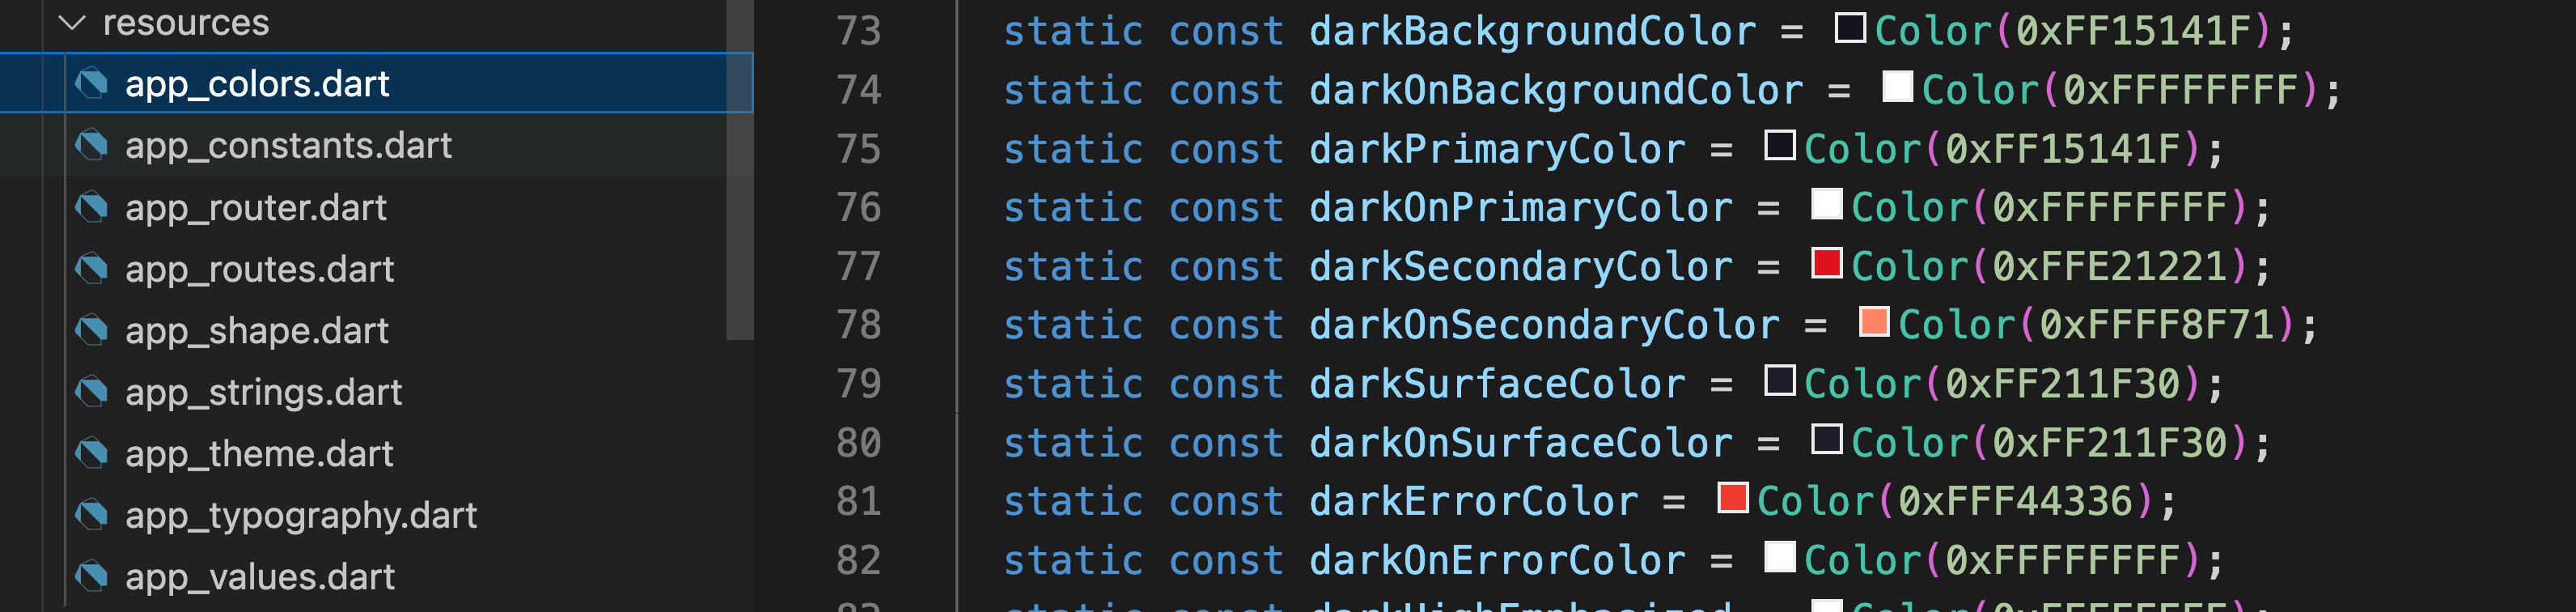 resources
app_colors.dart
app_constants.dart
app_router.dart
app_routes.dart
app_shape.dart
app_strings.dart
app_theme.dart
app_typography.dart
app_values.dart
73 static const darkBackgroundColor = Color(0xFF15141F);
74 static const darkOnBackgroundColor = Color(0xFFFFFFFF);
75 static const darkPrimaryColor = Color(0xFF15141F);
76 static const darkOnPrimaryColor = Color(0xFFFFFFFF);
77 static const darkSecondaryColor = Color(0xFFE21221);
78 static const darkOnSecondaryColor = Color(0xFFFF8F71);
79 static const darkSurfaceColor = Color(0xFF211F30);
80 static const darkOnSurfaceColor = Color(0xFF211F30);
81 static const darkErrorColor = Color(0xFFF44336);
82 static const darkOnErrorColor = Color(0xFFFFFFFF);